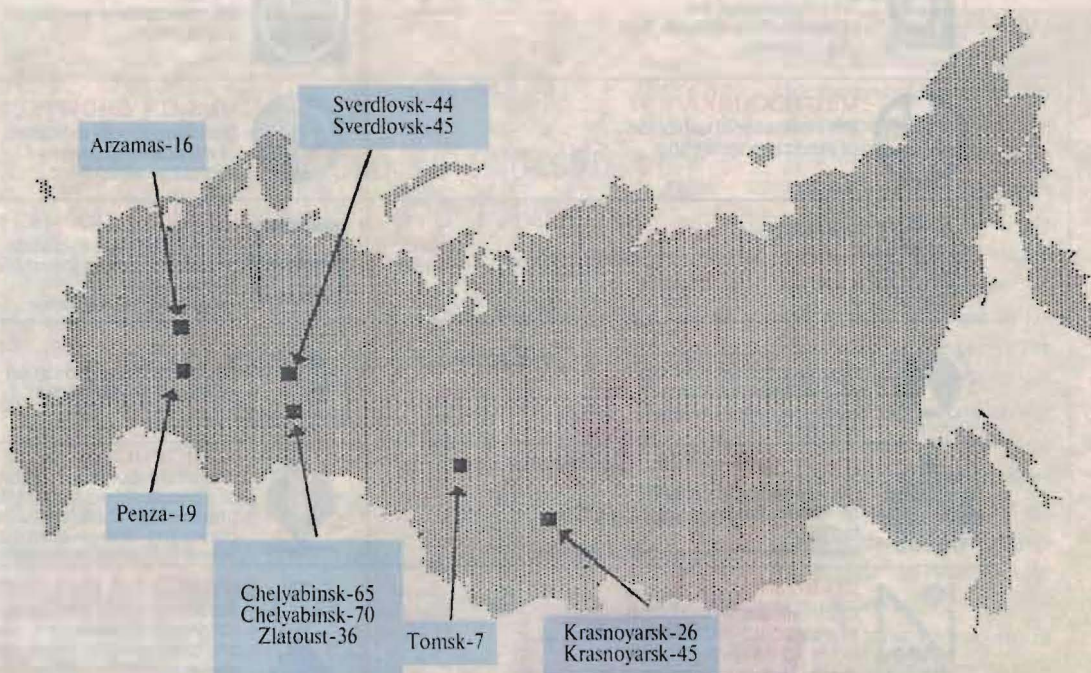 Sverdlovsk-44
Sverdlovsk-45
Arzamas-16
Penza-19
Chelyabinsk-65
Chelyabinsk-70
Zlatoust-36
Tomsk-7
Krasnoyarsk-26
Krasnoyarsk-45